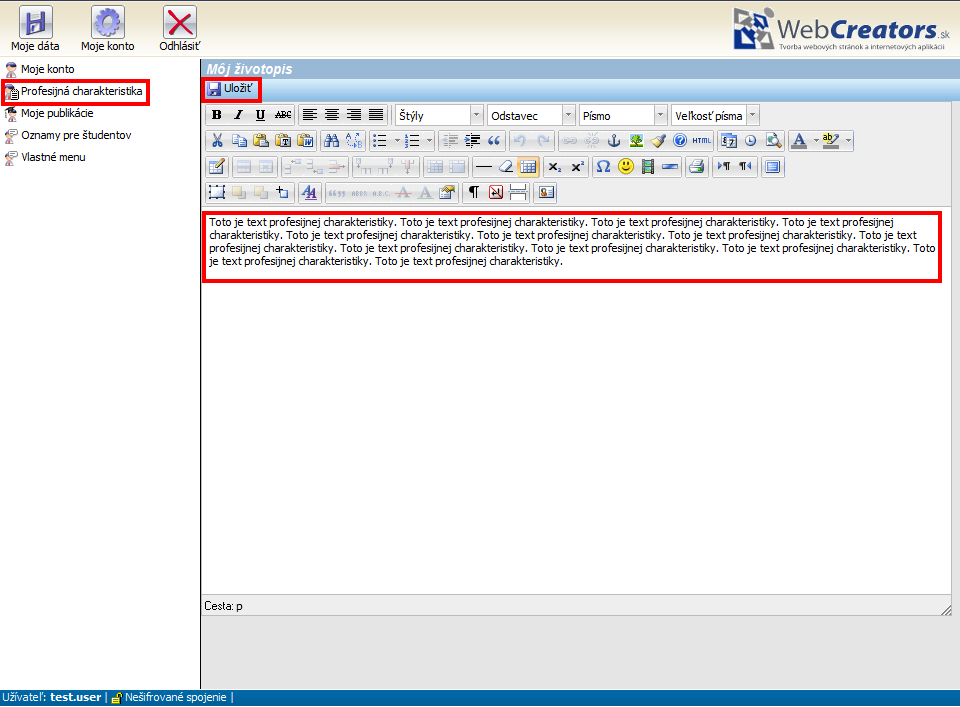 Moje dáta Moje konto Odhlásiť
WebCreators.sk
Tvorba webových stránok a internetových aplikácií
Moje konto
Profesijná charakteristika
Moje publikácie
Oznamy pre študentov
Vlastné menu
Môj životopis
Uložiť
B I U ABC Štýly Odstavec Písmo Veľkosť písma
HTML
Toto je text profesijnej charakteristiky. Toto je text profesijnej charakteristiky. Toto je text profesijnej charakteristiky. Toto je text profesijnej
charakteristiky. Toto je text profesijnej charakteristiky. Toto je text profesijnej charakteristiky. Toto je text profesijnej charakteristiky. Toto je text
profesijnej charakteristiky. Toto je text profesijnej charakteristiky. Toto je text profesijnej charakteristiky. Toto je text profesijnej charakteristiky. Toto
je text profesijnej charakteristiky. Toto je text profesijnej charakteristiky.
Cesta: p
Užívateľ: test.user | Nešifrované spojenie |